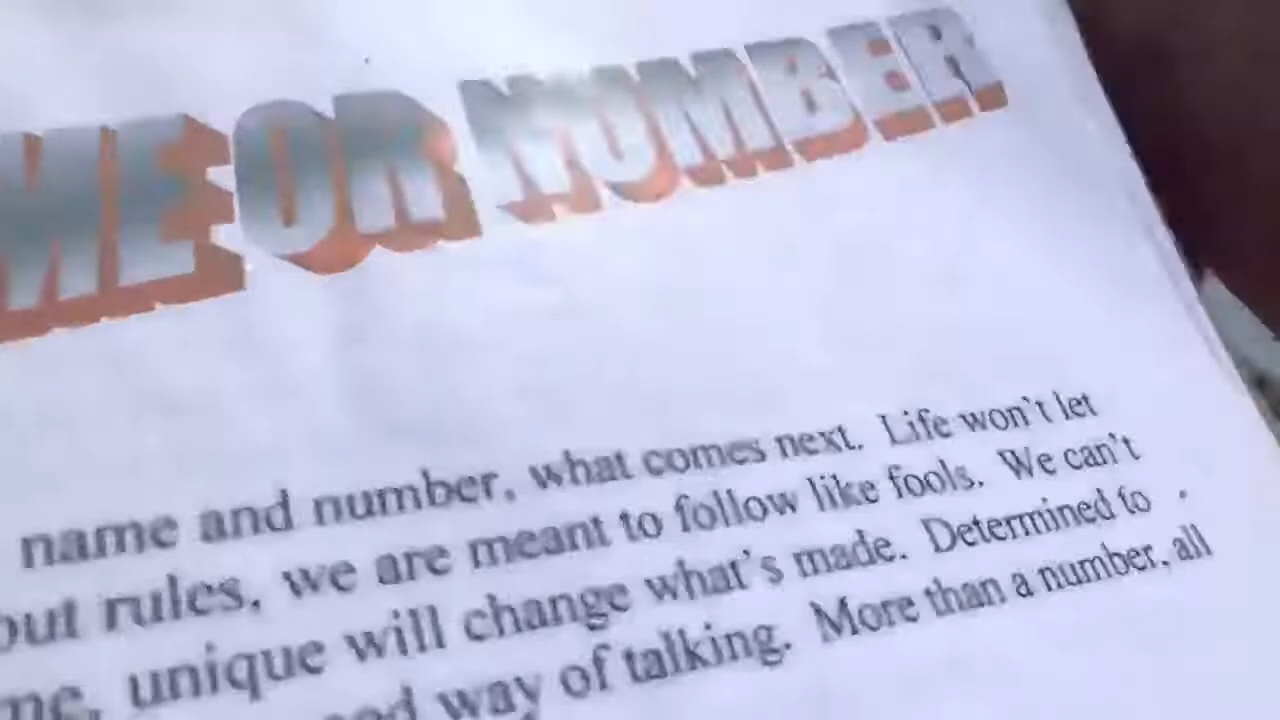 ME OR NUMBER
name and number, what comes next. Life won't let
out rules, we are meant to follow like fools. We can't
me, unique will change what's made. Determined to
way of talking. More than a number, all